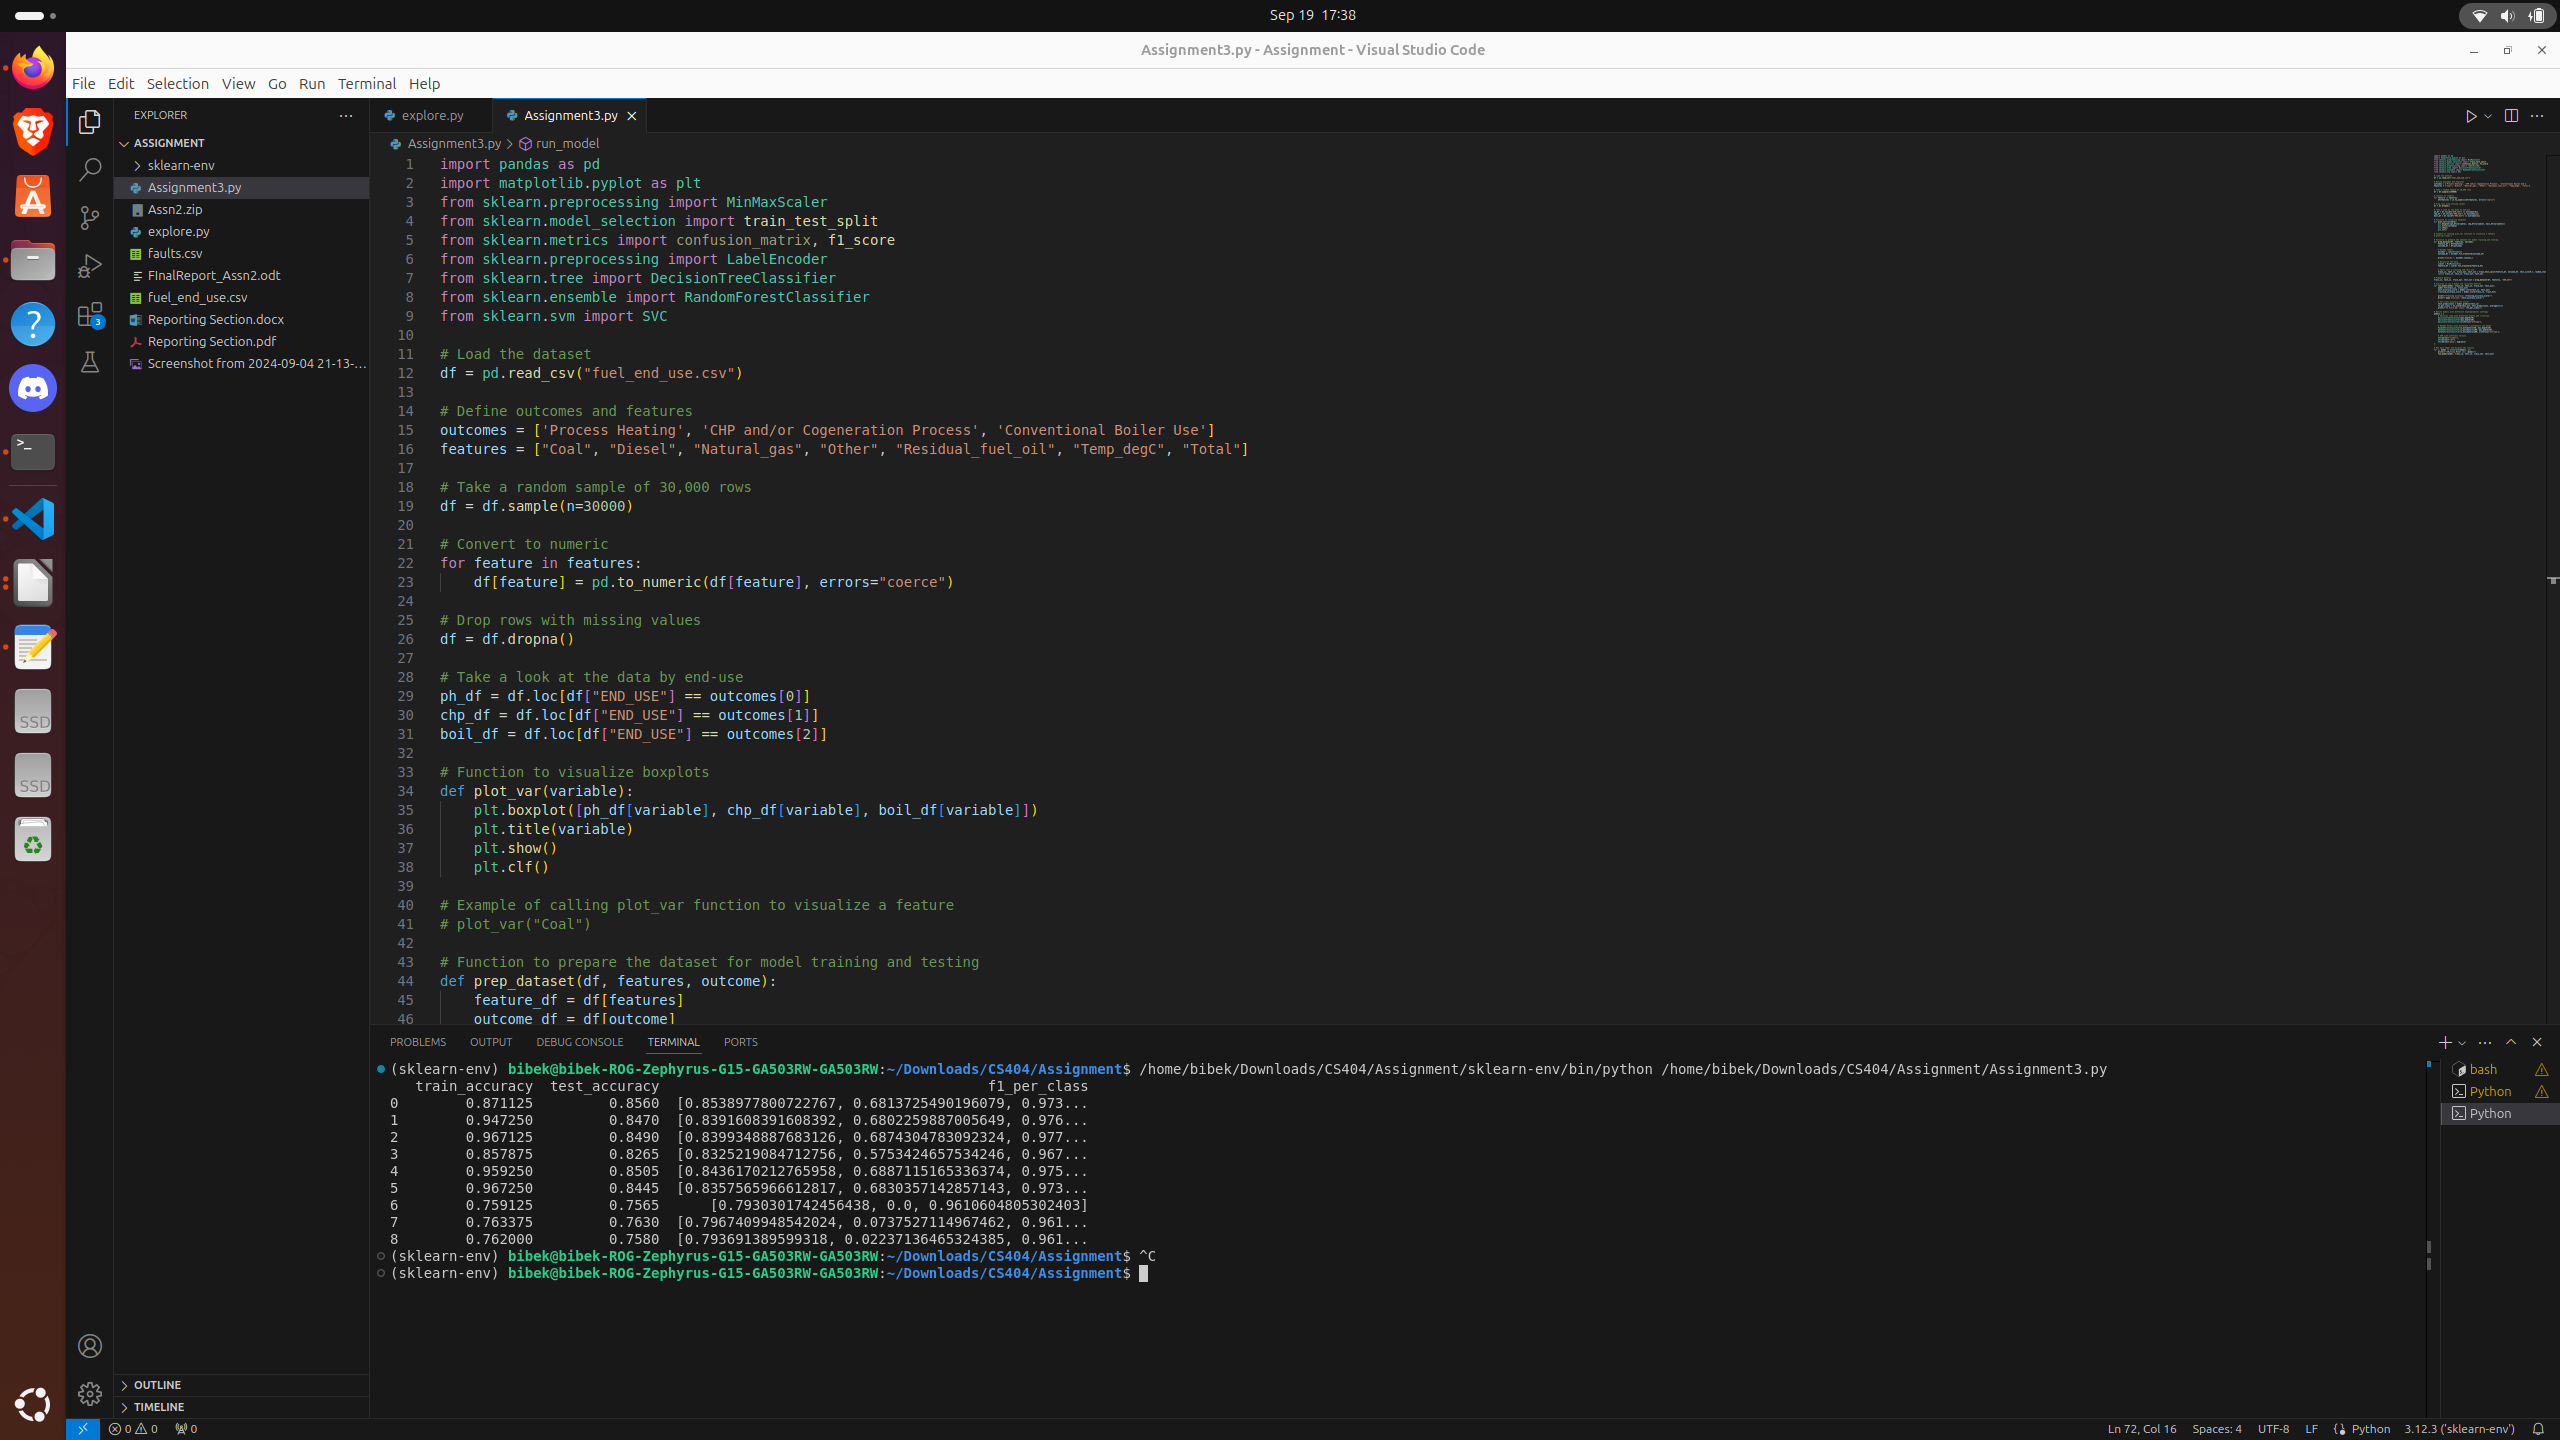 Sep 19 17:38
Assignment3.py - Assignment - Visual Studio Code
File Edit Selection View Go Run Terminal Help
EXPLORER
explore.py
Assignment3.py
ASSIGNMENT
Assignment3.py > run_model
sklearn-env
Assignment3.py
Assn2.zip
explore.py
faults.csv
FInalReport_Assn2.odt
fuel_end_use.csv
Reporting Section.docx
Reporting Section.pdf
Screenshot from 2024-09-04 21-13-...
3
SSD
SSD
1 import pandas as pd
2 import matplotlib.pyplot as plt
3 from sklearn.preprocessing import MinMaxScaler
4 from sklearn.model_selection import train_test_split
5 from sklearn.metrics import confusion_matrix, f1_score
6 from sklearn.preprocessing import LabelEncoder
7 from sklearn.tree import DecisionTreeClassifier
8 from sklearn.ensemble import RandomForestClassifier
9 from sklearn.svm import SVC
10
11 # Load the dataset
12 df = pd.read_csv("fuel_end_use.csv")
13
14 # Define outcomes and features
15 outcomes = ['Process Heating', 'CHP and/or Cogeneration Process', 'Conventional Boiler Use']
16 features = ["Coal", "Diesel", "Natural_gas", "Other", "Residual_fuel_oil", "Temp_degC", "Total"]
17
18 # Take a random sample of 30,000 rows
19 df = df.sample(n=30000)
20
21 # Convert to numeric
22 for feature in features:
23     df[feature] = pd.to_numeric(df[feature], errors="coerce")
24
25 # Drop rows with missing values
26 df = df.dropna()
27
28 # Take a look at the data by end-use
29 ph_df = df.loc[df["END_USE"] == outcomes[0]]
30 chp_df = df.loc[df["END_USE"] == outcomes[1]]
31 boil_df = df.loc[df["END_USE"] == outcomes[2]]
32
33 # Function to visualize boxplots
34 def plot_var(variable):
35     plt.boxplot([ph_df[variable], chp_df[variable], boil_df[variable]])
36     plt.title(variable)
37     plt.show()
38     plt.clf()
39
40 # Example of calling plot_var function to visualize a feature
41 # plot_var("Coal")
42
43 # Function to prepare the dataset for model training and testing
44 def prep_dataset(df, features, outcome):
45     feature_df = df[features]
46     outcome_df = df[outcome]
PROBLEMS OUTPUT DEBUG CONSOLE TERMINAL PORTS
(sklearn-env) bibek@bibek-ROG-Zephyrus-G15-GA503RW-GA503RW:~/Downloads/CS404/Assignment$ /home/bibek/Downloads/CS404/Assignment/sklearn-env/bin/python /home/bibek/Downloads/CS404/Assignment/Assignment3.py
train_accuracy test_accuracy f1_per_class
0 0.871125 0.8560 [0.8538977800722767, 0.6813725490196079, 0.973...
1 0.947250 0.8470 [0.8391608391608392, 0.6802259887005649, 0.976...
2 0.967125 0.8490 [0.8399348887683126, 0.6874304783092324, 0.977...
3 0.857875 0.8265 [0.8325219084712756, 0.5753424657534246, 0.967...
4 0.959250 0.8505 [0.8436170212765958, 0.6887115165336374, 0.975...
5 0.967250 0.8445 [0.8357565966612817, 0.6830357142857143, 0.973...
6 0.759125 0.7565 [0.7930301742456438, 0.0, 0.9610604805302403]
7 0.763375 0.7630 [0.7967409948542024, 0.0737527114967462, 0.961...
8 0.762000 0.7580 [0.793691389599318, 0.02237136465324385, 0.961...
(sklearn-env) bibek@bibek-ROG-Zephyrus-G15-GA503RW-GA503RW:~/Downloads/CS404/Assignment$ ^C
(sklearn-env) bibek@bibek-ROG-Zephyrus-G15-GA503RW-GA503RW:~/Downloads/CS404/Assignment$
bash
Python
Python
OUTLINE
TIMELINE
0 0 0 Ln 72, Col 16 Spaces: 4 UTF-8 LF Python 3.12.3 ('sklearn-env')